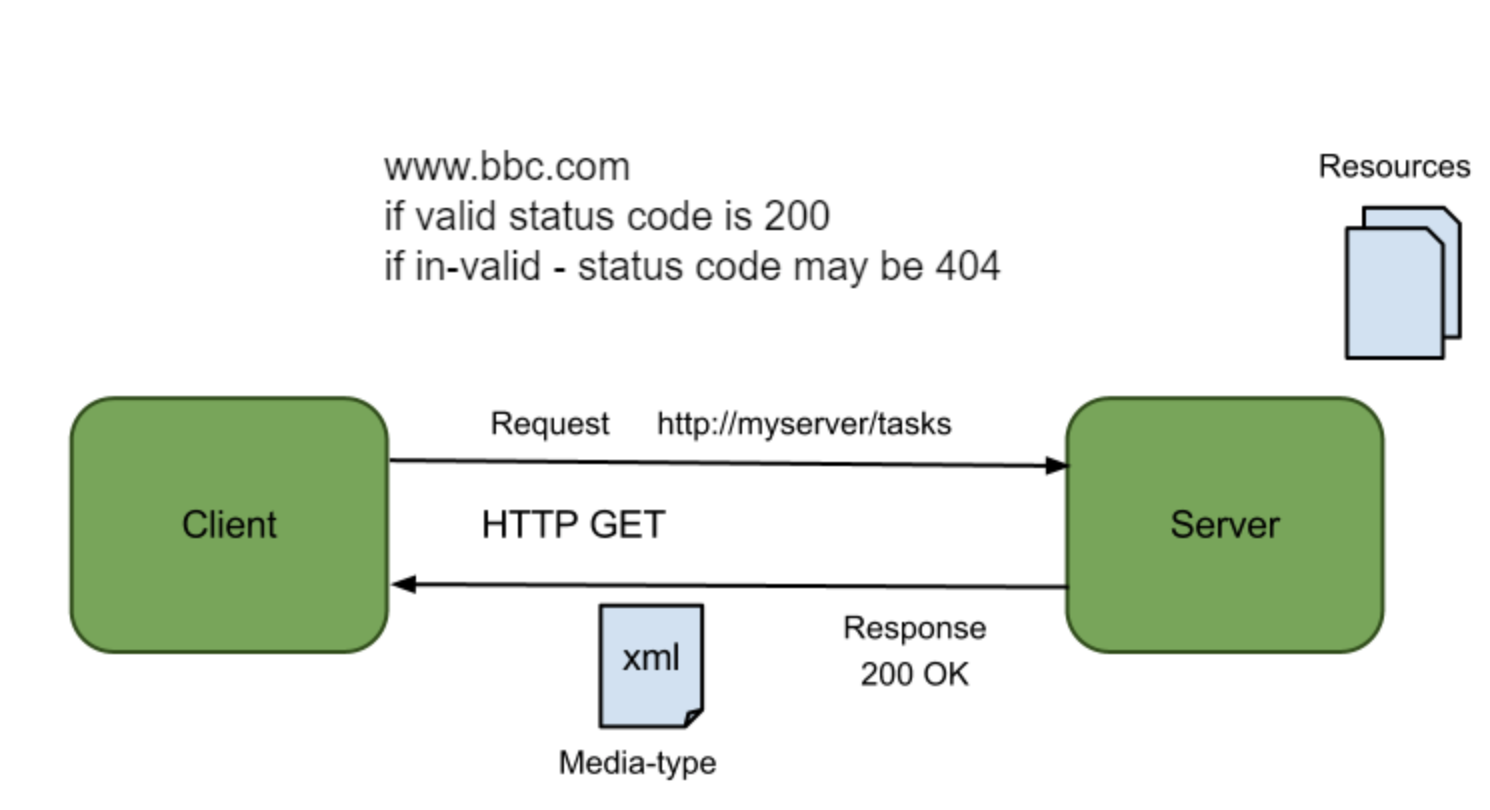 www.bbc.com
if valid status code is 200
if in-valid - status code may be 404
Resources
Request http://myserver/tasks
Client
HTTP GET
Server
xml
Response
200 OK
Media-type